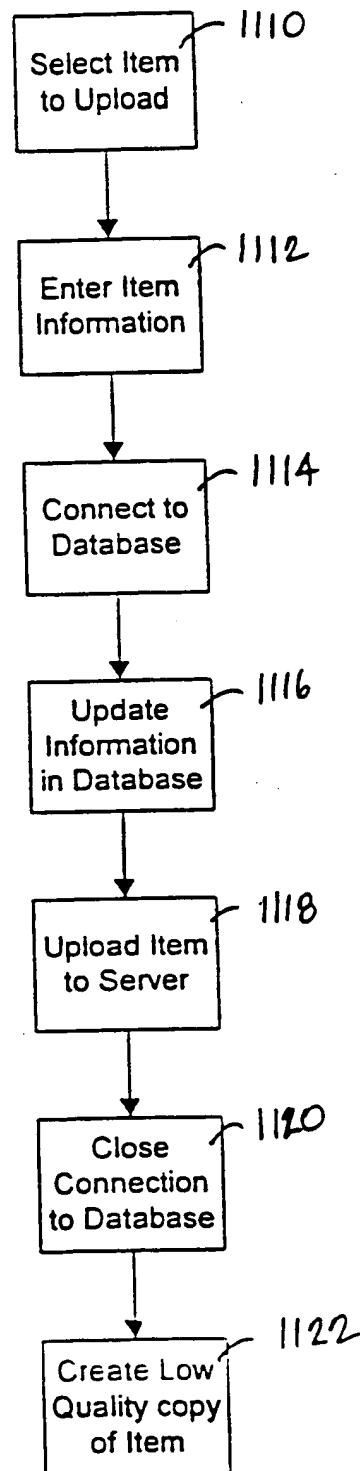 1110
Select Item
to Upload
1112
Enter Item
Information
1114
Connect to
Database
1116
Update
Information
in Database
1118
Upload Item
to Server
1120
Close
Connection
to Database
1122
Create Low
Quality copy
of Item